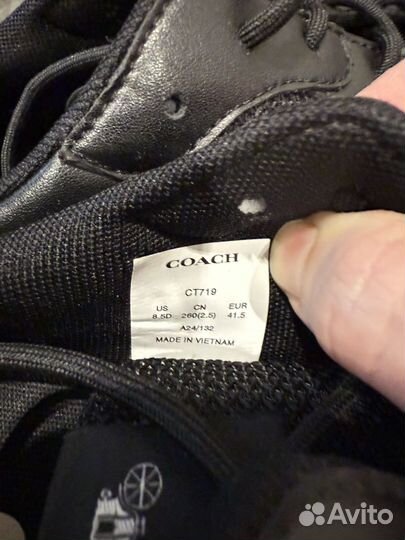 COACH
CT719
US CN EUR
8.5D 260(2.5) 41.5
A24/132
MADE IN VIETNAM
Avito